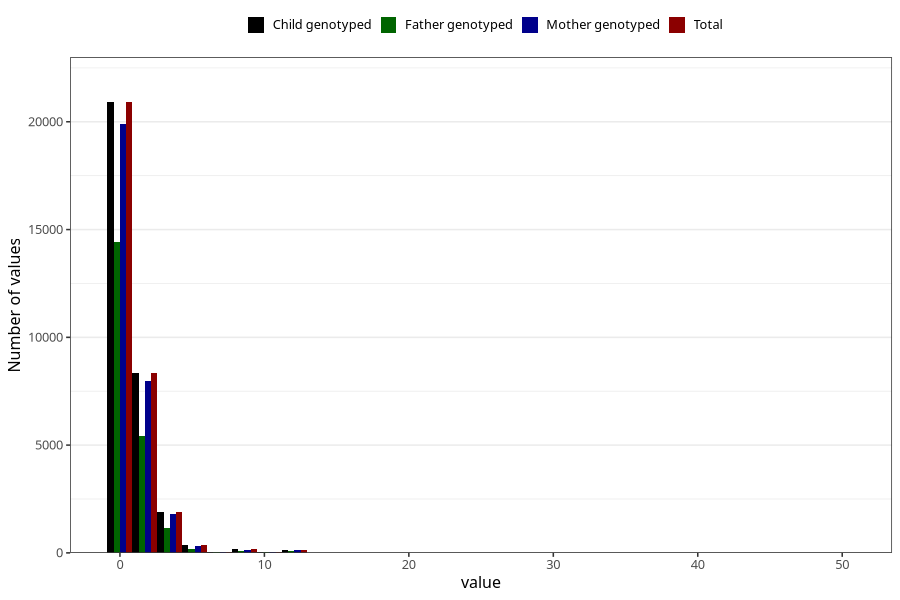 Child genotyped Father genotyped Mother genotyped Total
Number of values
20000
15000
10000
5000
0
0 10 20 30 40 50
value